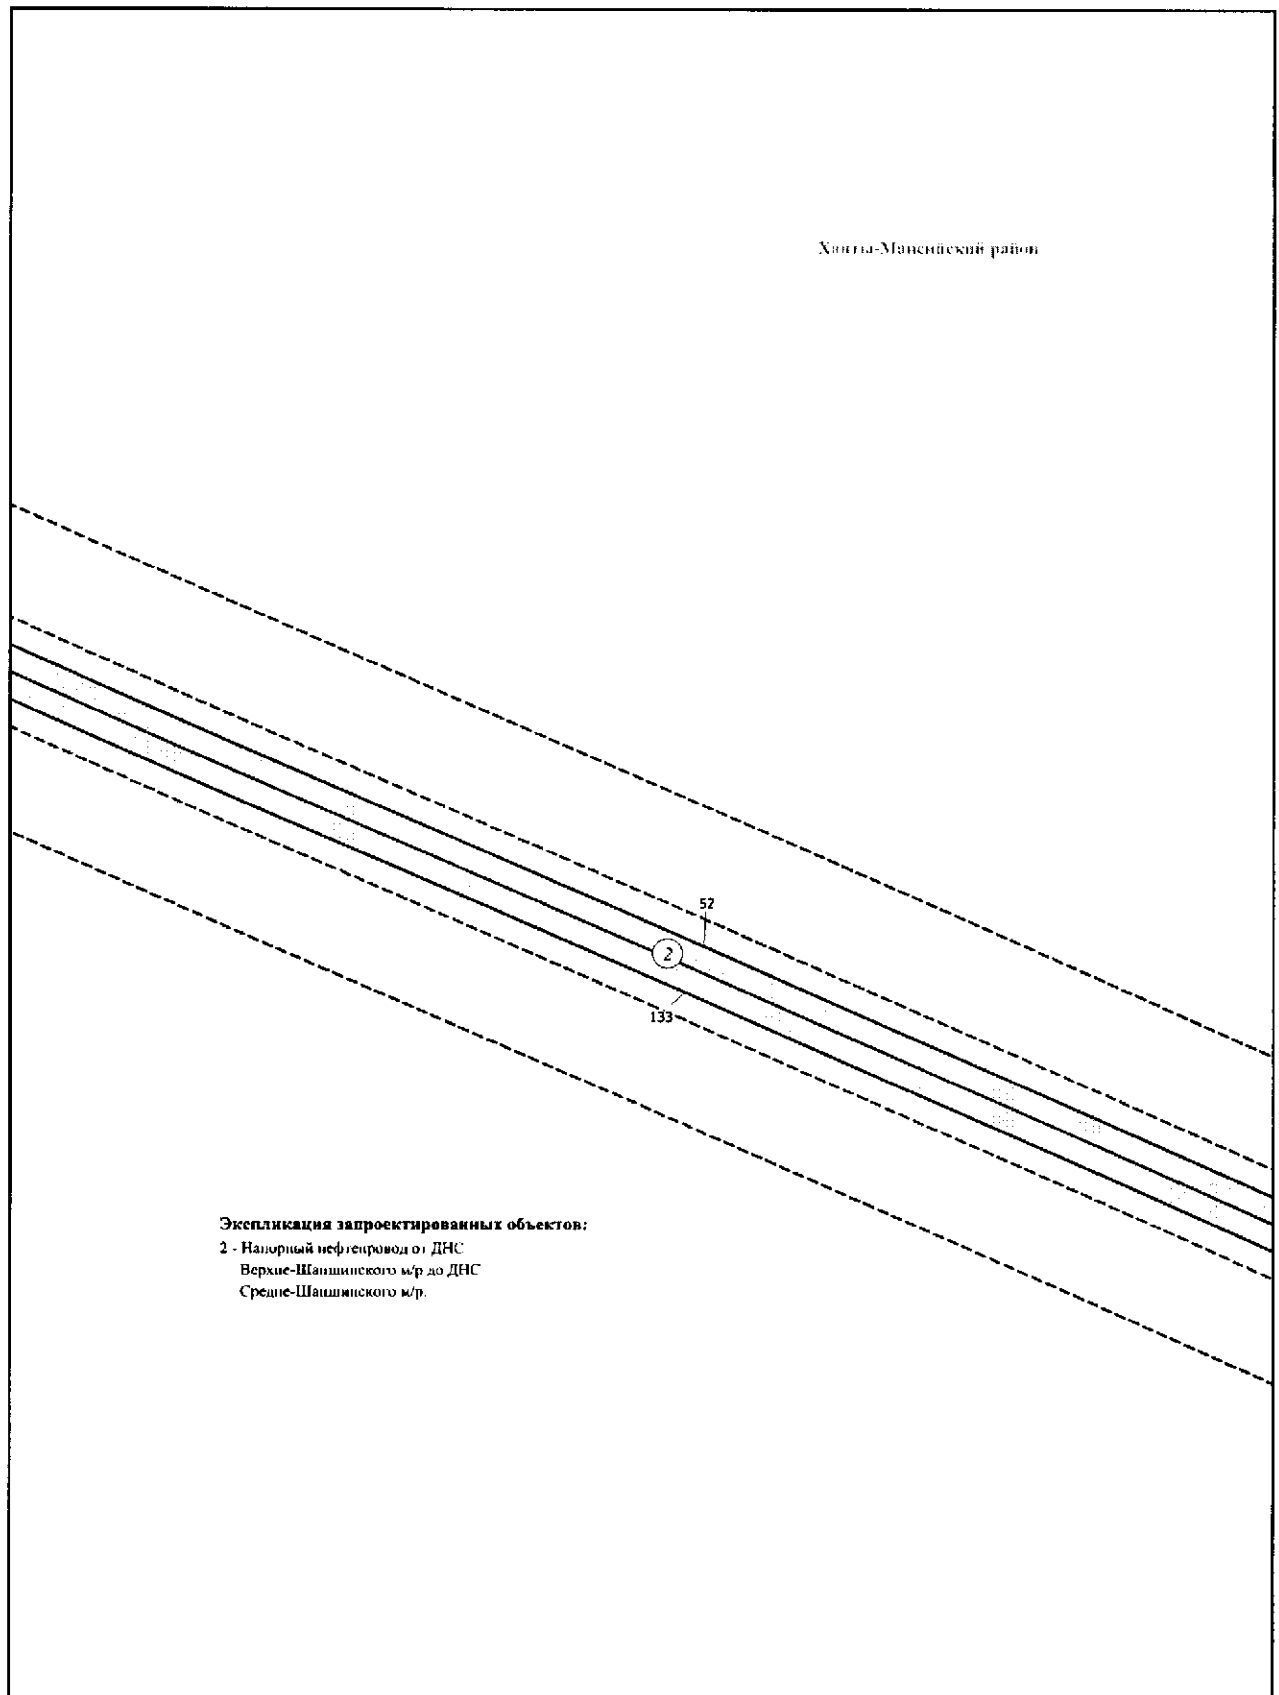 Ханты-Мансийский район
52
2
133
Экспликация запроектированных объектов:
2 - Напорный нефтепровод от ДНС
Верхне-Шапшинского м/р до ДНС
Средне-Шапшинского м/р.